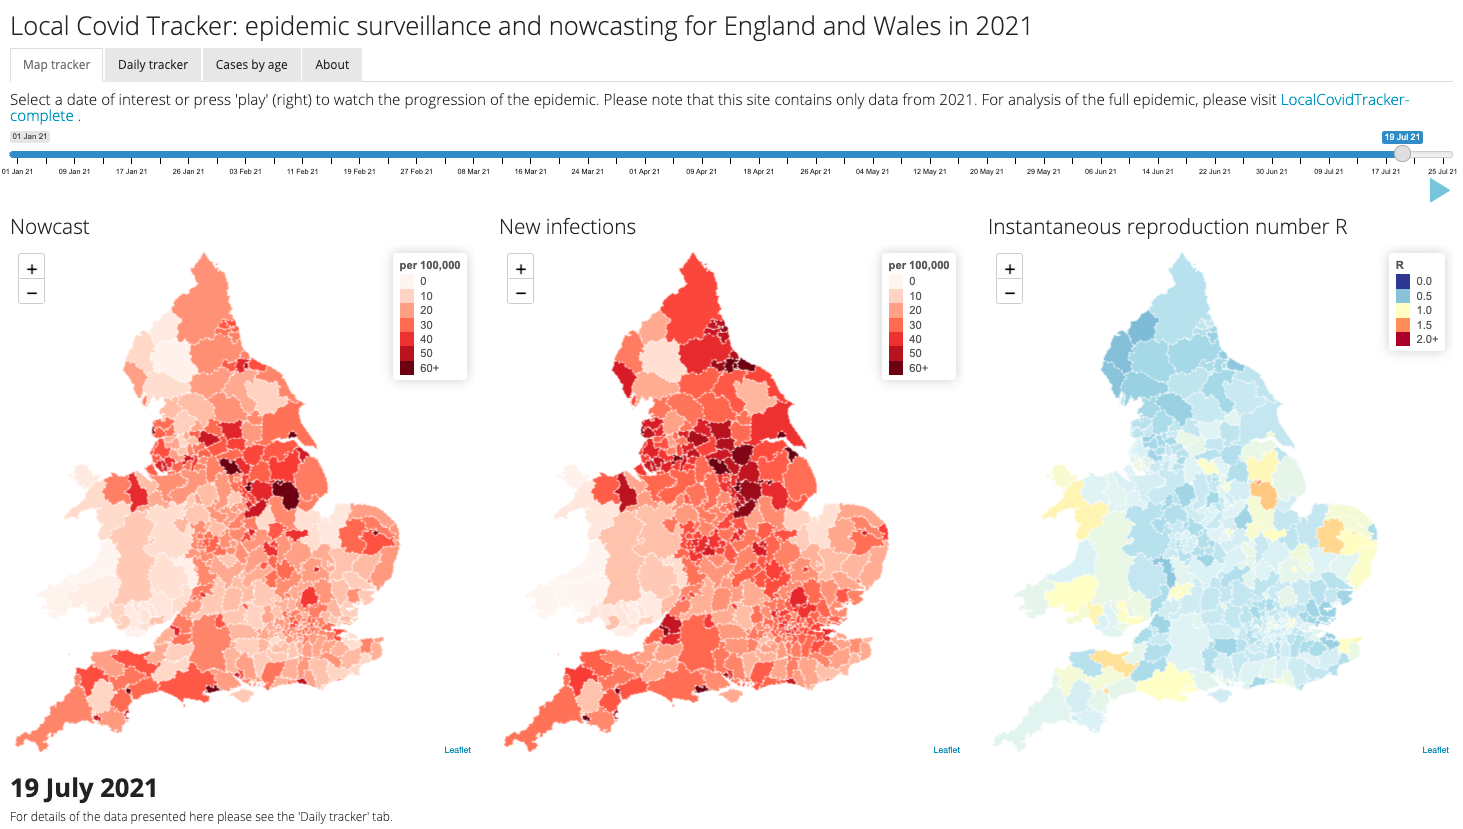 Local Covid Tracker: epidemic surveillance and nowcasting for England and Wales in 2021
Map tracker Daily tracker Cases by age About
Select a date of interest or press 'play' (right) to watch the progression of the epidemic. Please note that this site contains only data from 2021. For analysis of the full epidemic, please visit LocalCovidTracker-
complete .
01 Jan 21 19 Jul 21
01 Jan 21 09 Jan 21 17 Jan 21 26 Jan 21 03 Feb 21 11 Feb 21 19 Feb 21 27 Feb 21 08 Mar 21 16 Mar 21 24 Mar 21 01 Apr 21 09 Apr 21 18 Apr 21 26 Apr 21 04 May 21 12 May 21 20 May 21 29 May 21 06 Jun 21 14 Jun 21 22 Jun 21 30 Jun 21 09 Jul 21 17 Jul 21 25 Jul 21
Nowcast
+
−
per 100,000
0
10
20
30
40
50
60+
Leaflet
New infections
+
−
per 100,000
0
10
20
30
40
50
60+
Leaflet
Instantaneous reproduction number R
+
−
R
0.0
0.5
1.0
1.5
2.0+
Leaflet
19 July 2021
For details of the data presented here please see the 'Daily tracker' tab.